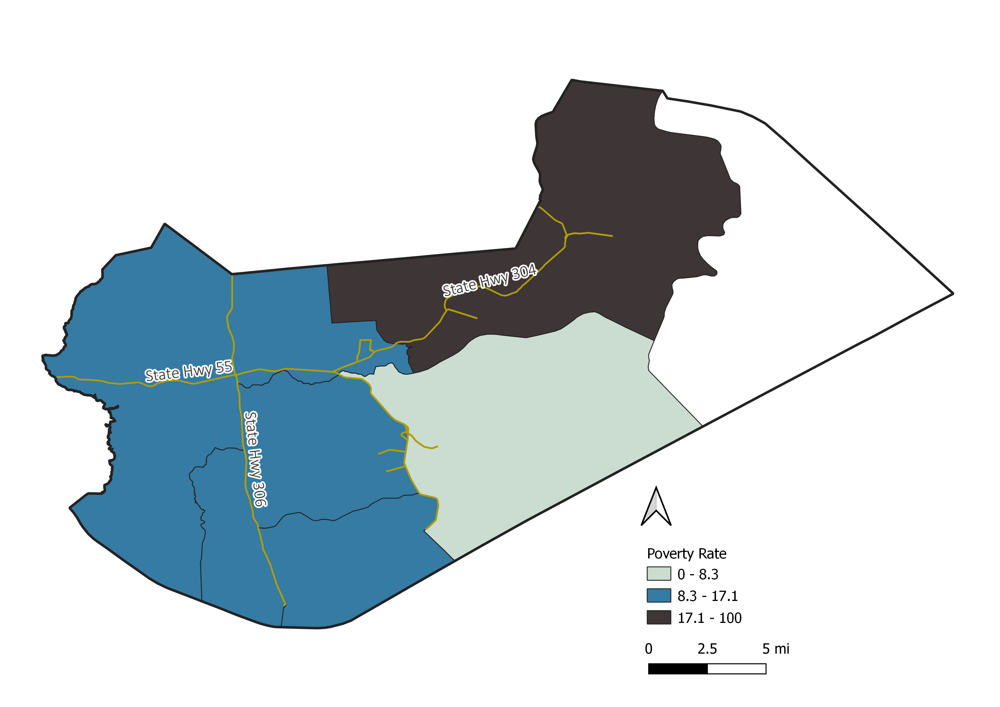 State Hwy 304
State Hwy 55
State Hwy 306
Poverty Rate
0 - 8.3
8.3 - 17.1
17.1 - 100
0 2.5 5 mi